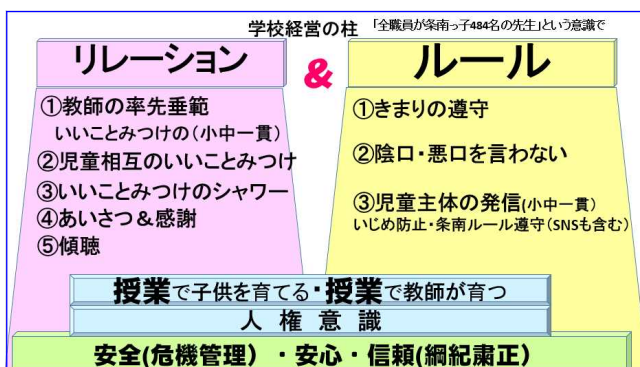 学校経営の柱 「全職員が条南っ子484名の先生」という意識で
リレーション & ルール
①教師の率先垂範
いいことみつけの(小中一貫)
②児童相互のいいことみつけ
③いいことみつけのシャワー
④あいさつ&感謝
⑤傾聴
①きまりの遵守
②陰口・悪口を言わない
③児童主体の発信(小中一貫)
いじめ防止・条南ルール遵守(SNSも含む)
授業で子供を育てる・授業で教師が育つ
人権意識
安全(危機管理)・安心・信頼(綱紀粛正)